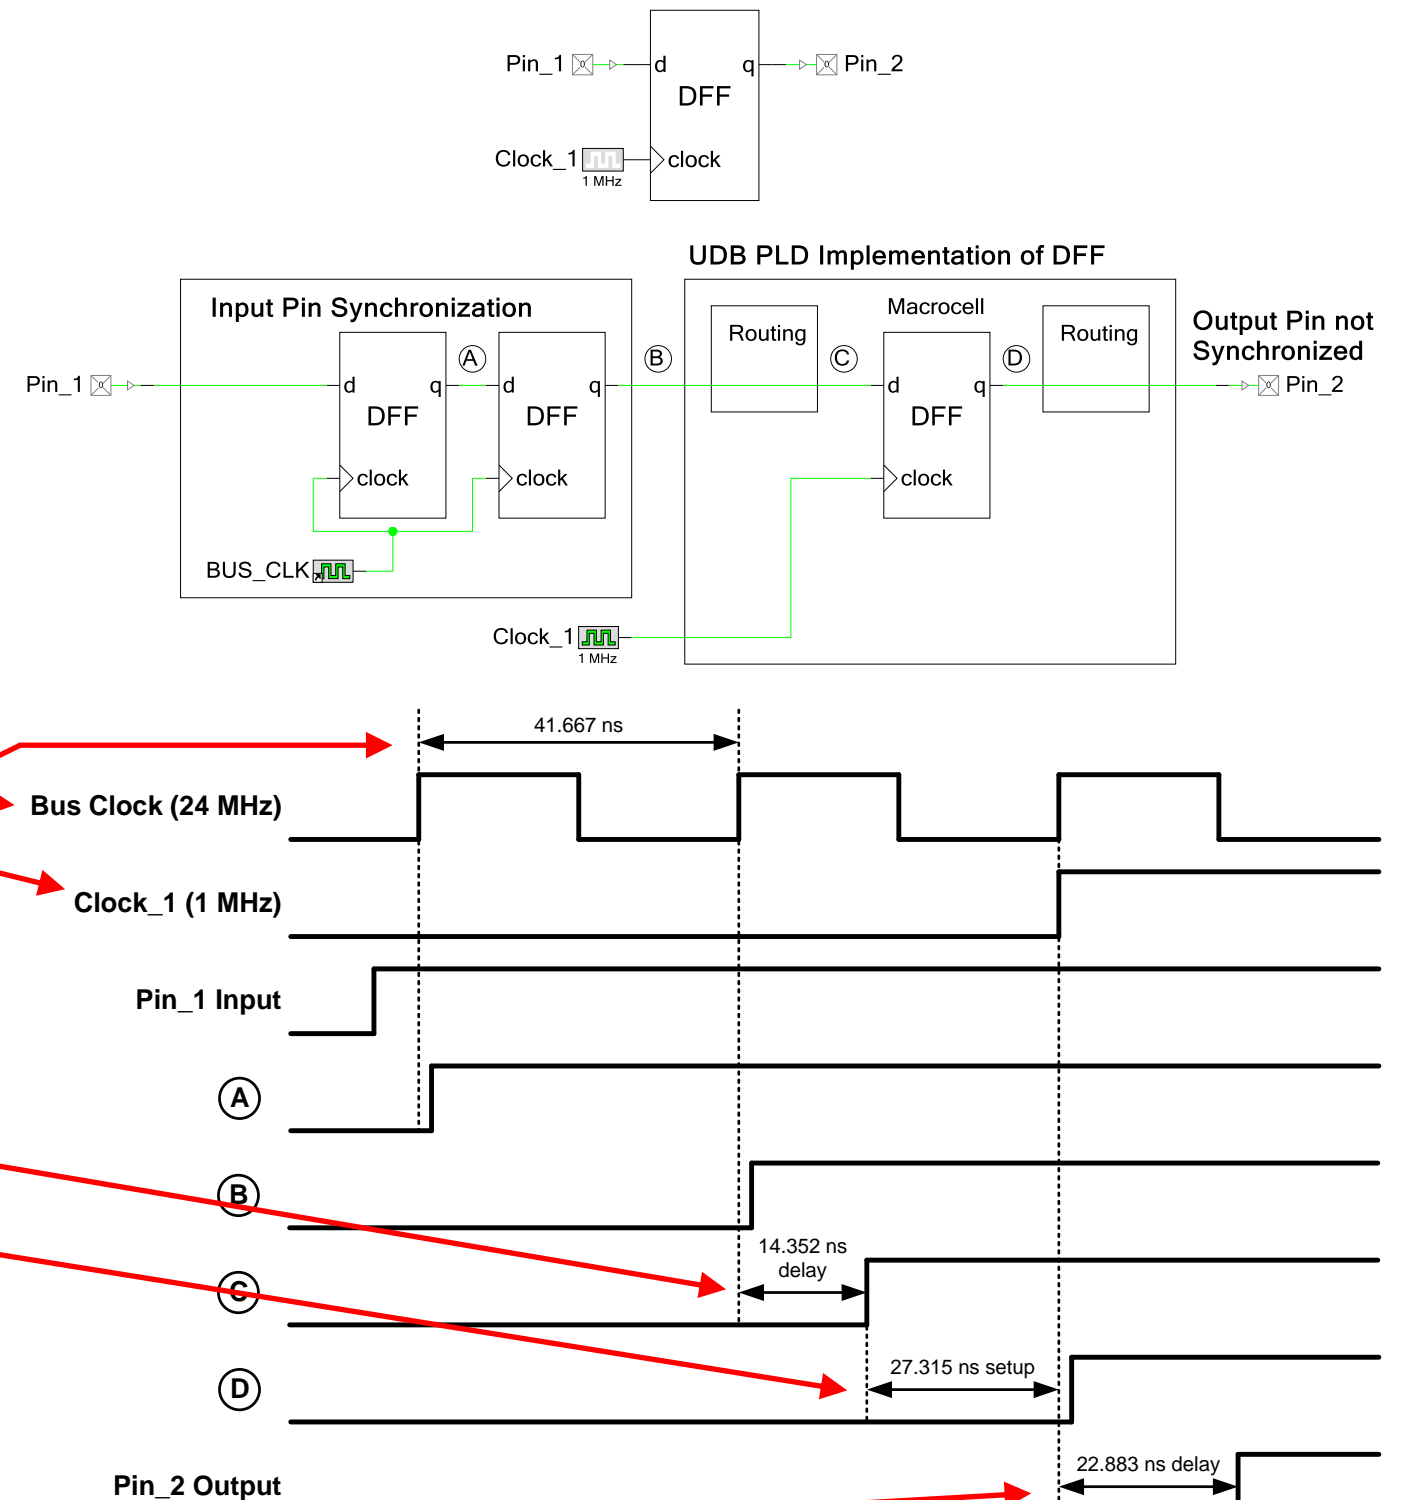 Pin_1
d
q
Pin_2
DFF
Clock_1
clock
1 MHz
UDB PLD Implementation of DFF
Input Pin Synchronization
Macrocell
Routing
Routing
Output Pin not
Synchronized
A
B
C
D
Pin_1
d
q
d
q
d
q
Pin_2
DFF
DFF
DFF
clock
clock
clock
BUS_CLK
Clock_1
1 MHz
41.667 ns
Bus Clock (24 MHz)
Clock_1 (1 MHz)
Pin_1 Input
A
B
14.352 ns
delay
C
27.315 ns setup
D
22.883 ns delay
Pin_2 Output